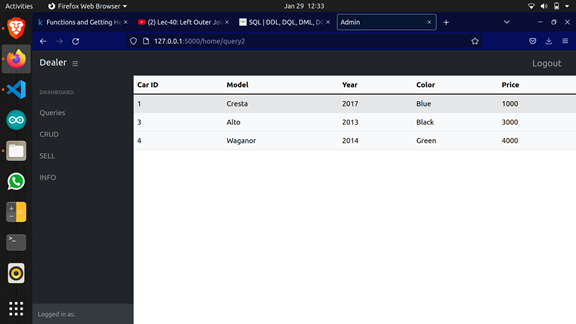 Activities Firefox Web Browser Jan 29 12:33
Functions and Getting He (2) Lec-40: Left Outer Joi SQL | DDL, DQL, DML, DC Admin
127.0.0.1:5000/home/query2
Dealer Logout
Car ID Model Year Color Price
DASHBOARD
1 Cresta 2017 Blue 1000
Queries
3 Alto 2013 Black 3000
CRUD
4 Waganor 2014 Green 4000
SELL
INFO
Logged in as: